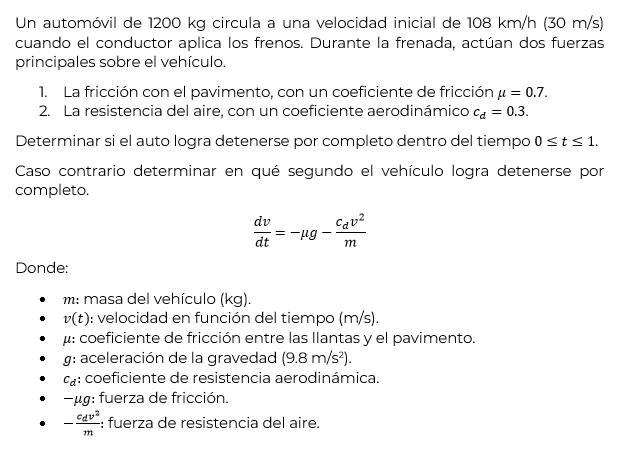 Un automóvil de 1200 kg circula a una velocidad inicial de 108 km/h (30 m/s)
cuando el conductor aplica los frenos. Durante la frenada, actúan dos fuerzas
principales sobre el vehículo.
1. La fricción con el pavimento, con un coeficiente de fricción μ = 0.7.
2. La resistencia del aire, con un coeficiente aerodinámico c_d = 0.3.
Determinar si el auto logra detenerse por completo dentro del tiempo 0 ≤ t ≤ 1.
Caso contrario determinar en qué segundo el vehículo logra detenerse por
completo.
dv/dt = −μg − c_d v²/m
Donde:
• m: masa del vehículo (kg).
• v(t): velocidad en función del tiempo (m/s).
• μ: coeficiente de fricción entre las llantas y el pavimento.
• g: aceleración de la gravedad (9.8 m/s²).
• c_d: coeficiente de resistencia aerodinámica.
• −μg: fuerza de fricción.
• −c_d v²/m: fuerza de resistencia del aire.